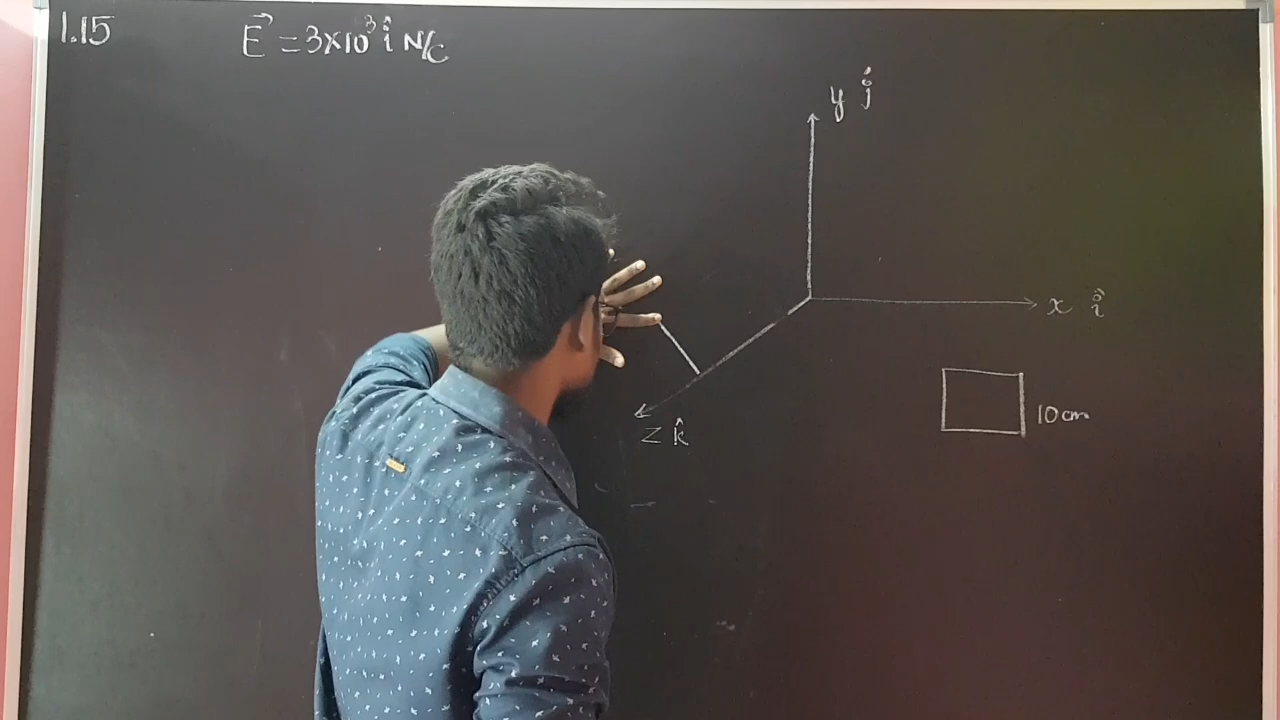 1.15
E⃗ = 3×10³ î N/C
y ĵ
x î
z k̂
10 cm